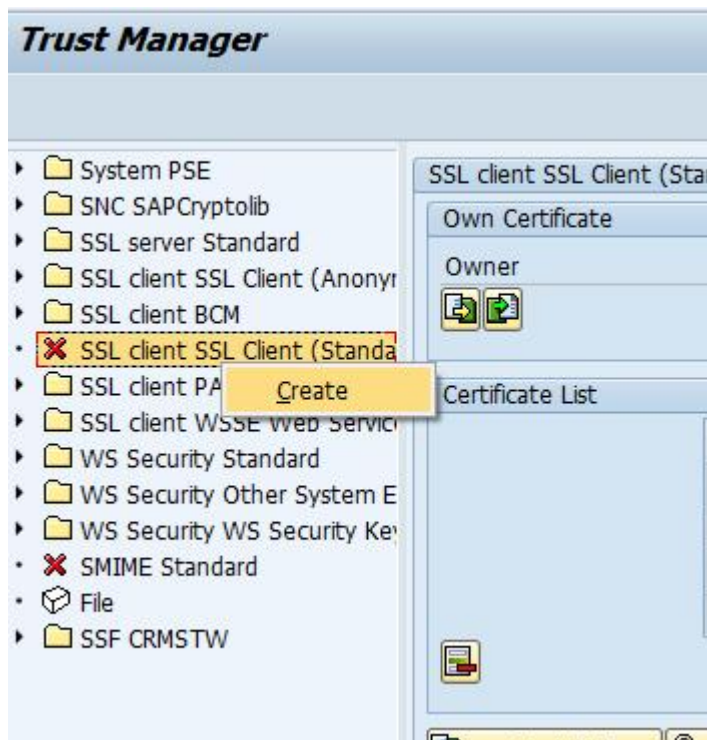 Trust Manager
System PSE
SNC SAPCryptolib
SSL server Standard
SSL client SSL Client (Anonyr
SSL client BCM
SSL client SSL Client (Standa
SSL client PA
Create
SSL client WSSE Web Servic
WS Security Standard
WS Security Other System E
WS Security WS Security Key
SMIME Standard
File
SSF CRMSTW
SSL client SSL Client (Sta
Own Certificate
Owner
Certificate List